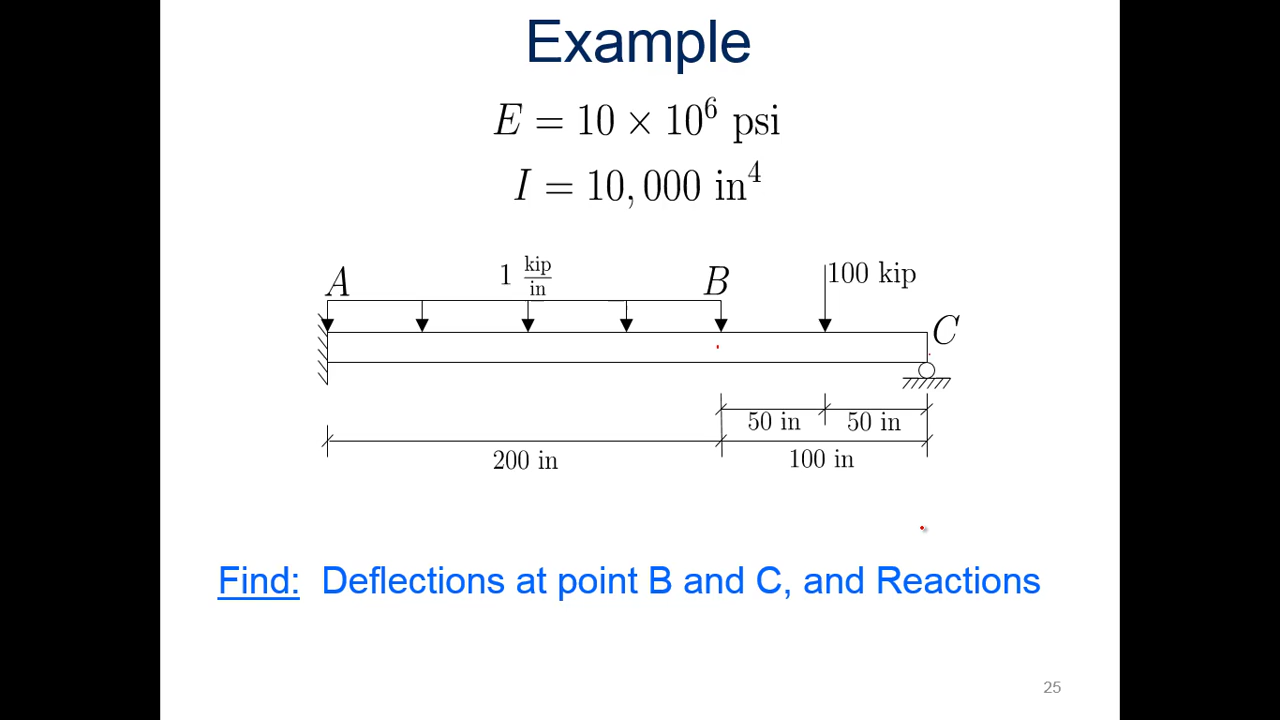 Example
E = 10 × 10⁶ psi
I = 10,000 in⁴
A
1 kip/in
B
100 kip
C
50 in
50 in
200 in
100 in
Find: Deflections at point B and C, and Reactions
25